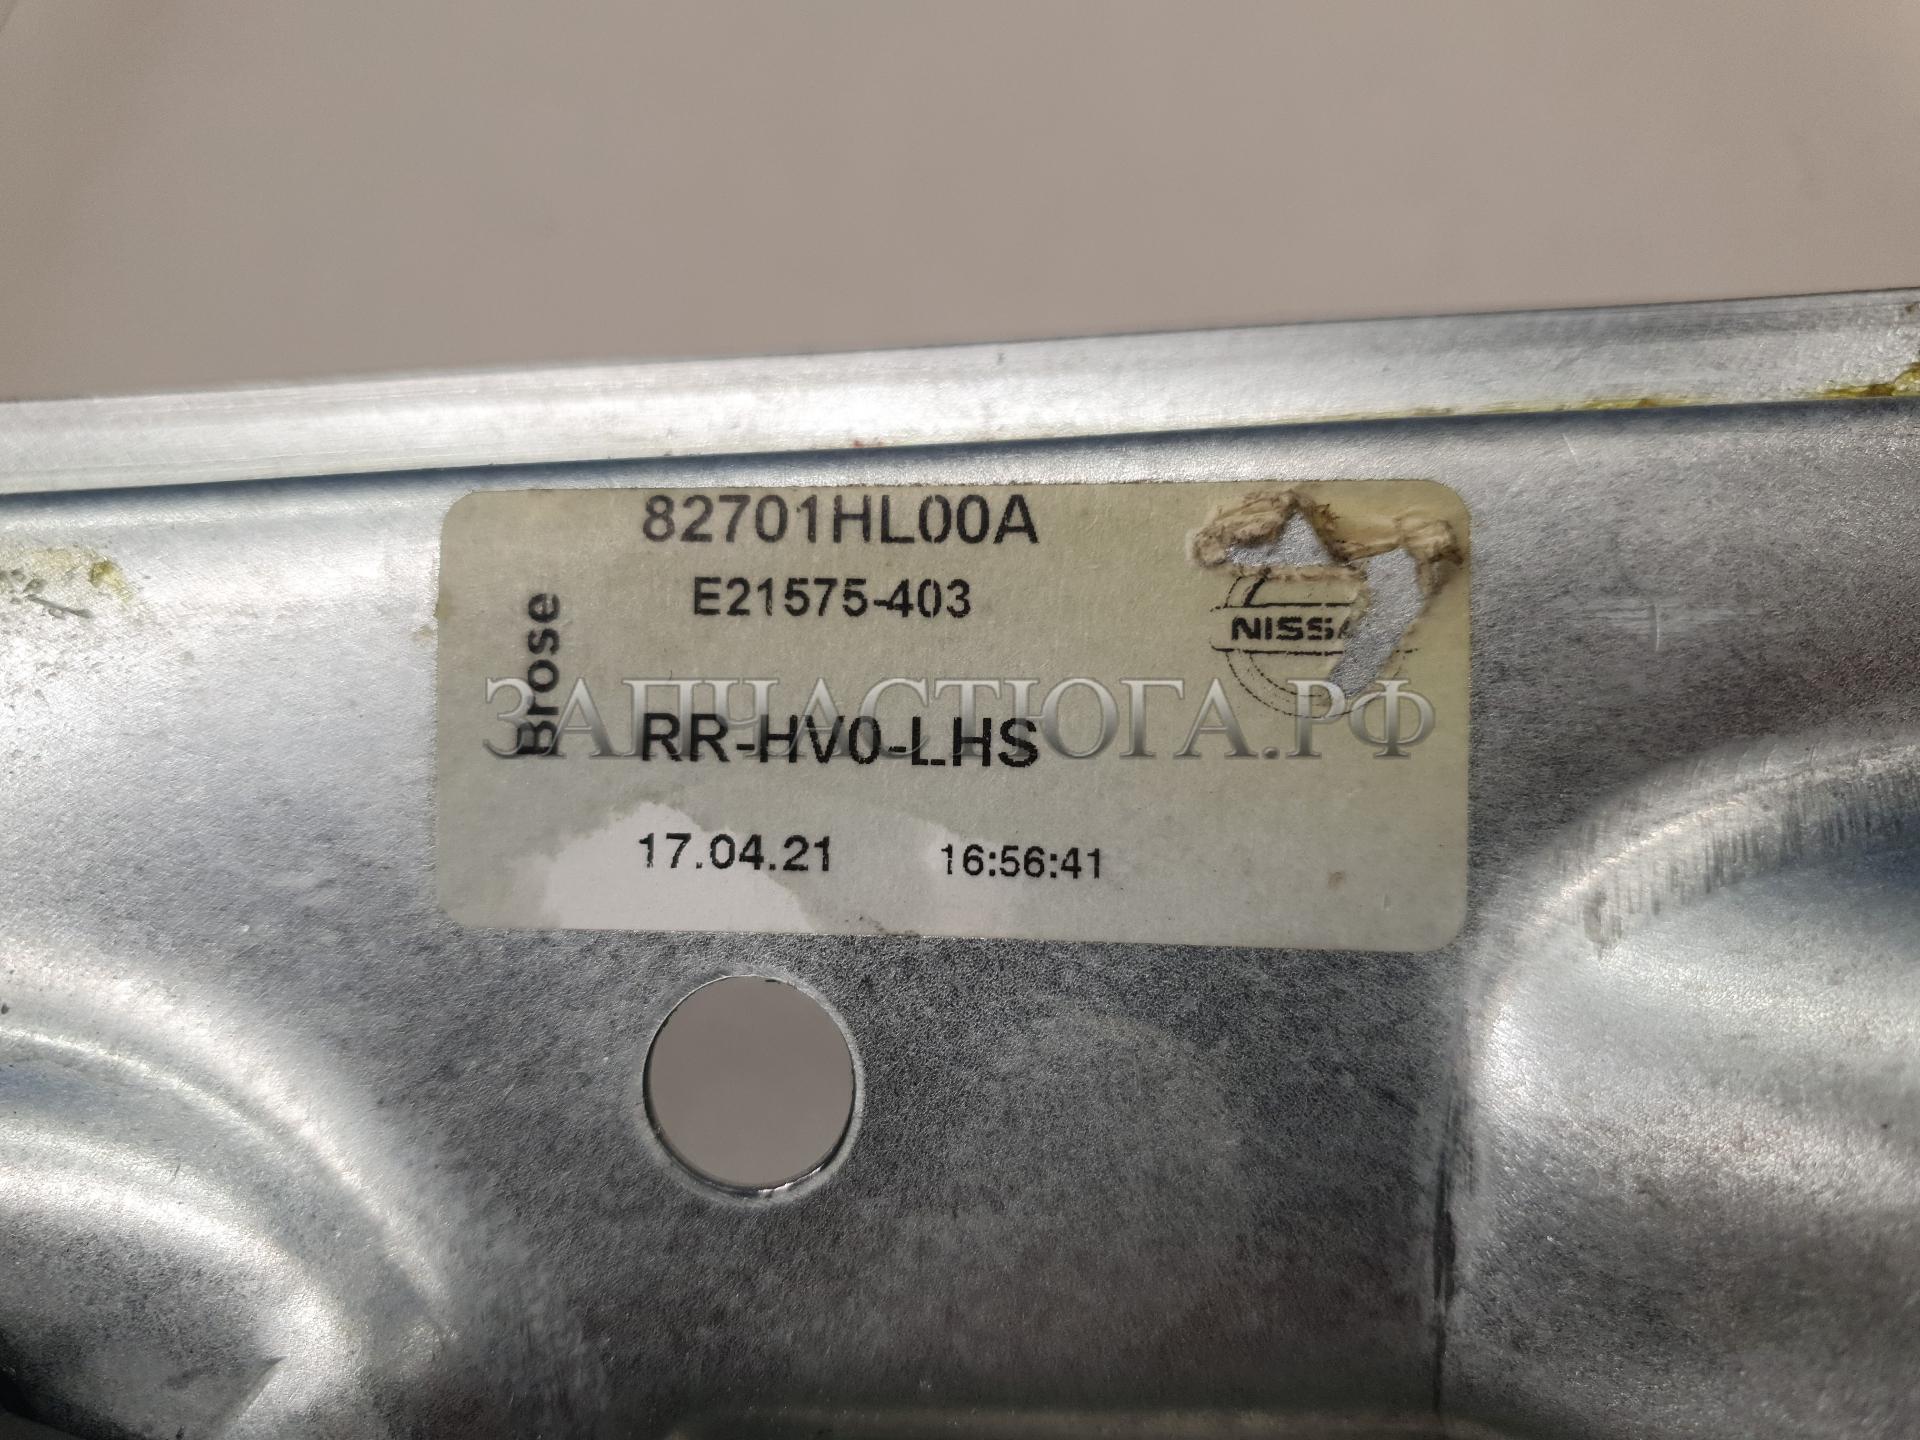 82701HL00A
E21575-403
Brose
NISSA
ЗАПЧАСТЮГА.РФ
RR-HV0-LHS
17.04.21 16:56:41